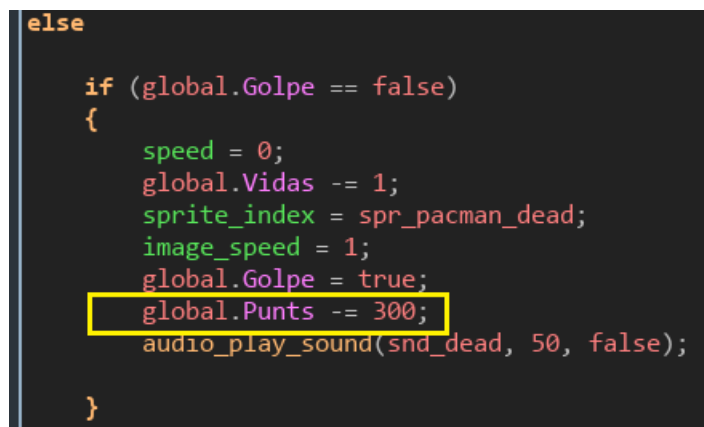 else
if (global.Golpe == false)
{
speed = 0;
global.Vidas -= 1;
sprite_index = spr_pacman_dead;
image_speed = 1;
global.Golpe = true;
global.Punts -= 300;
audio_play_sound(snd_dead, 50, false);
}